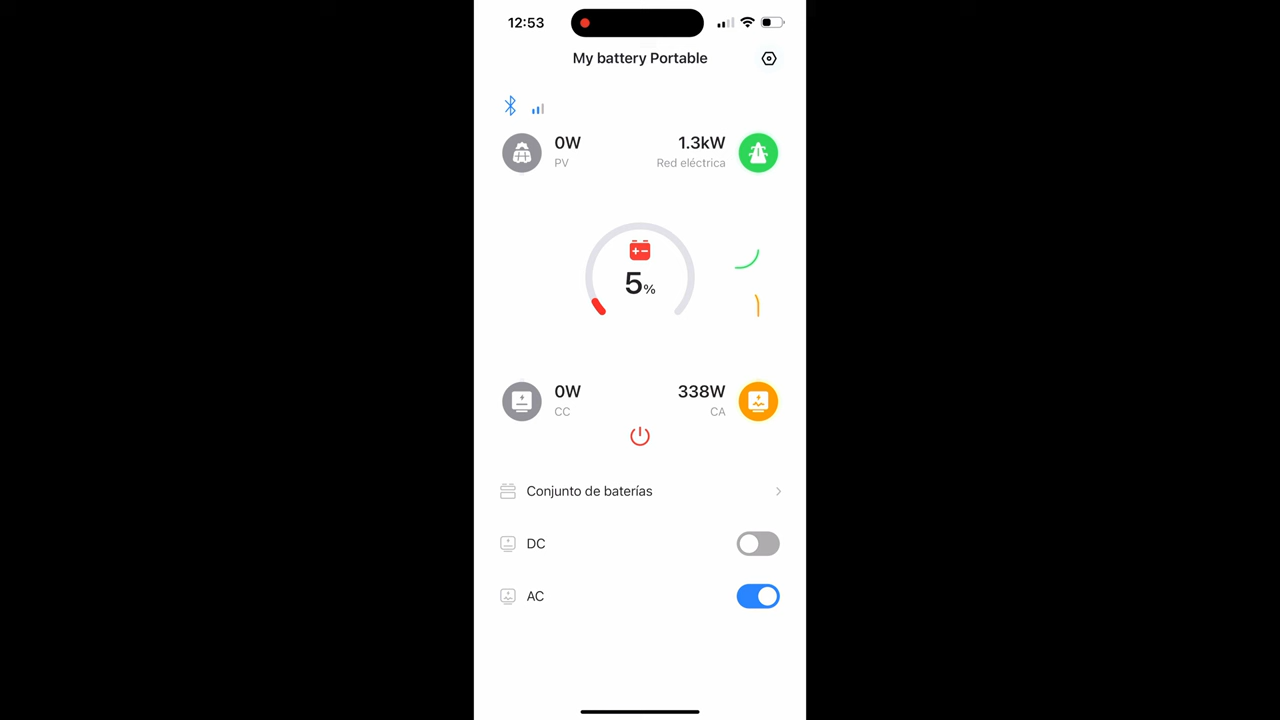 12:53
My battery Portable
0W
PV
1.3kW
Red eléctrica
5%
0W
CC
338W
CA
Conjunto de baterías
DC
AC